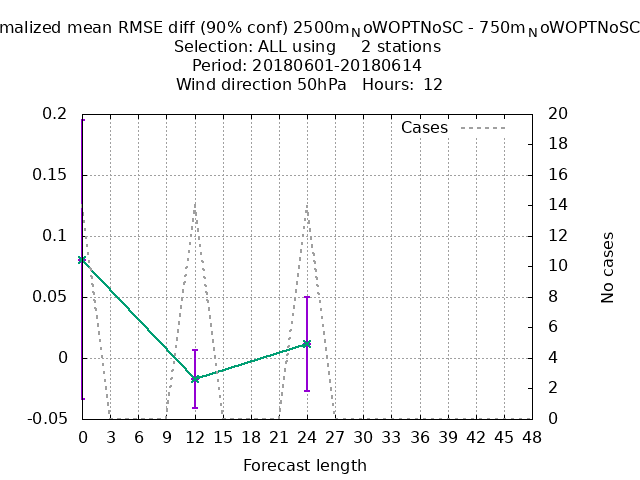 malized mean RMSE diff (90% conf) 2500mNoWOPTNoSC - 750mNoWOPTNoSC
Selection: ALL using 2 stations
Period: 20180601-20180614
Wind direction 50hPa Hours: 12
Cases
0.2
0.15
0.1
0.05
0
-0.05
20
18
16
14
12
10
8
6
4
2
0
No cases
0 3 6 9 12 15 18 21 24 27 30 33 36 39 42 45 48
Forecast length